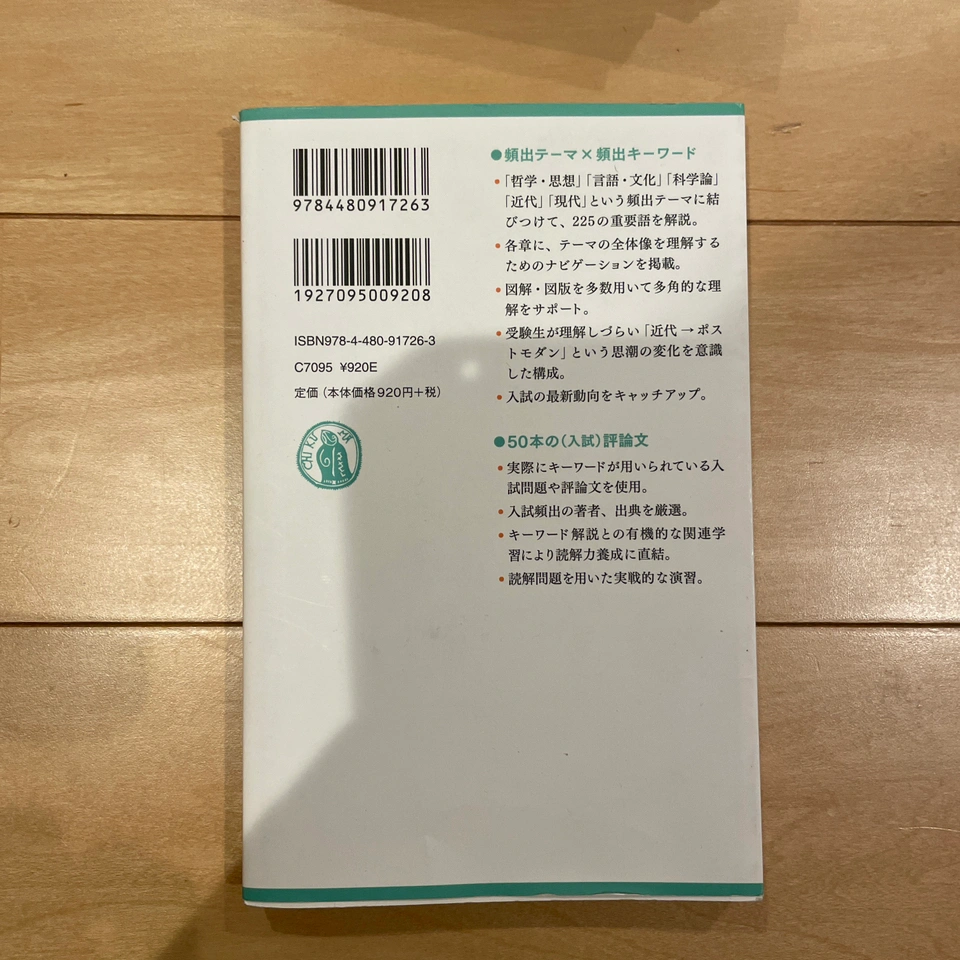 9784480917263
1927095009208
ISBN978-4-480-91726-3
C7095 ¥920E
定価（本体価格920円+税）
CHIKUMA
●頻出テーマ×頻出キーワード
・「哲学・思想」「言語・文化」「科学論」
「近代」「現代」という頻出テーマに結
びつけて、225の重要語を解説。
・各章に、テーマの全体像を理解する
ためのナビゲーションを掲載。
・図解・図版を多数用いて多角的な理
解をサポート。
・受験生が理解しづらい「近代→ポス
トモダン」という思潮の変化を意識
した構成。
・入試の最新動向をキャッチアップ。
●50本の（入試）評論文
・実際にキーワードが用いられている入
試問題や評論文を使用。
・入試頻出の著者、出典を厳選。
・キーワード解説との有機的な関連学
習により読解力養成に直結。
・読解問題を用いた実戦的な演習。